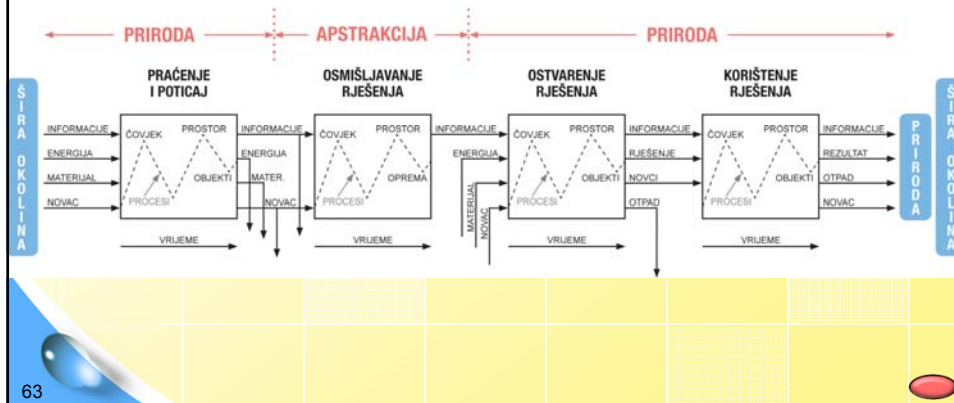 PRIRODA
APSTRAKCIJA
PRIRODA
PRAĆENJE
I POTICAJ
OSMIŠLJAVANJE
RJEŠENJA
OSTVARENJE
RJEŠENJA
KORIŠTENJE
RJEŠENJA
ŠIRA OKOLINA
INFORMACIJE
ENERGIJA
MATERIJAL
NOVAC
ČOVJEK
PROSTOR
OBJEKTI
PROCESI
VRIJEME
INFORMACIJE
ENERGIJA
MATER.
NOVAC
ČOVJEK
PROSTOR
OPREMA
PROCESI
VRIJEME
INFORMACIJE
ENERGIJA
MATERIJAL
NOVAC
ČOVJEK
PROSTOR
OBJEKTI
PROCESI
VRIJEME
INFORMACIJE
RJEŠENJE
NOVCI
OTPAD
ČOVJEK
PROSTOR
OBJEKTI
PROCESI
VRIJEME
INFORMACIJE
REZULTAT
OTPAD
NOVAC
PRIRODA
ŠIRA OKOLINA
63